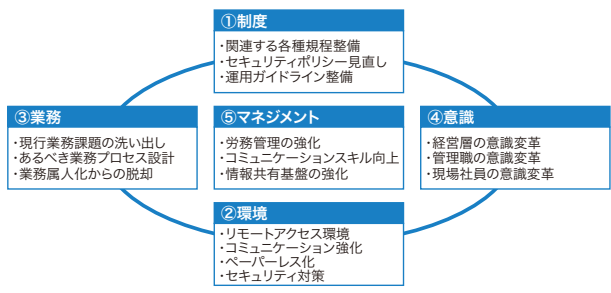 ①制度
・関連する各種規程整備
・セキュリティポリシー見直し
・運用ガイドライン整備
③業務
・現行業務課題の洗い出し
・あるべき業務プロセス設計
・業務属人化からの脱却
⑤マネジメント
・労務管理の強化
・コミュニケーションスキル向上
・情報共有基盤の強化
④意識
・経営層の意識変革
・管理職の意識変革
・現場社員の意識変革
②環境
・リモートアクセス環境
・コミュニケーション強化
・ペーパーレス化
・セキュリティ対策